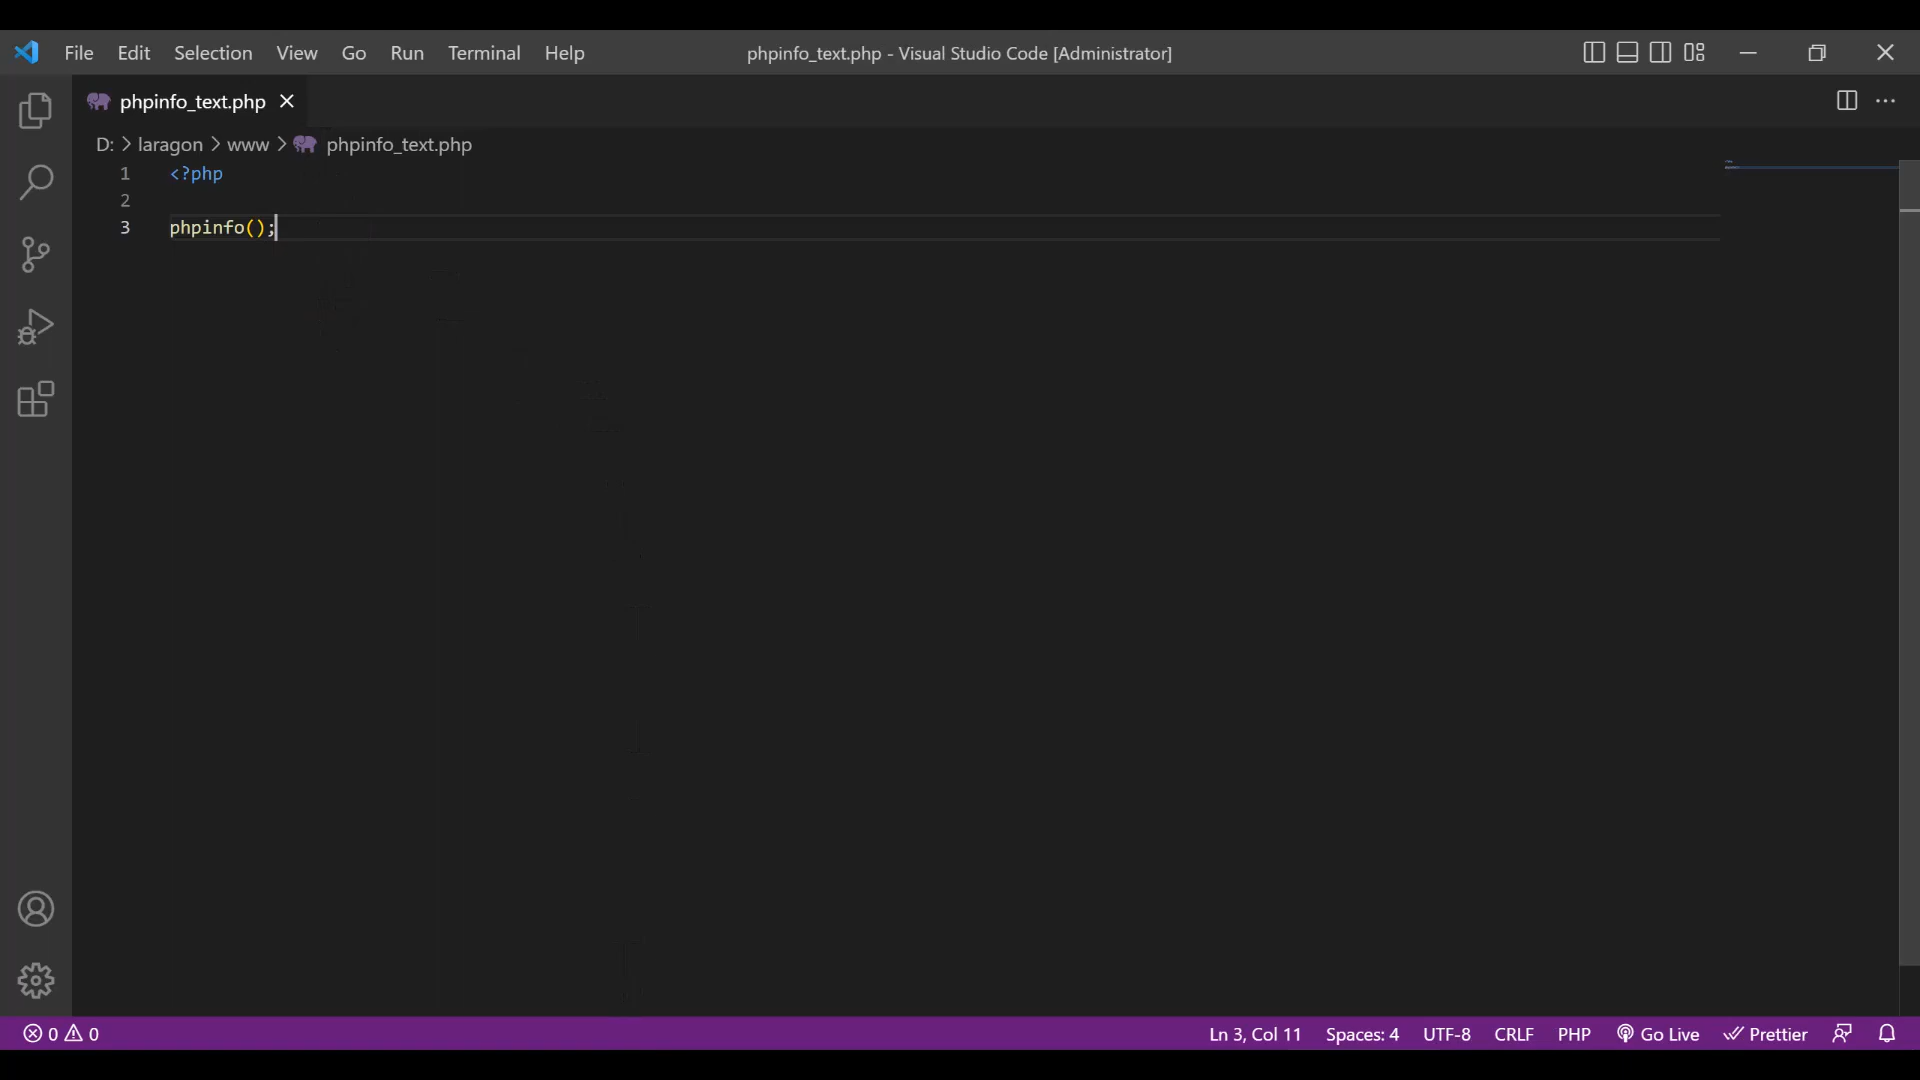 File Edit Selection View Go Run Terminal Help phpinfo_text.php - Visual Studio Code [Administrator]
phpinfo_text.php
D: > laragon > www > phpinfo_text.php
1 <?php
2
3 phpinfo();
0 0 Ln 3, Col 11 Spaces: 4 UTF-8 CRLF PHP Go Live Prettier